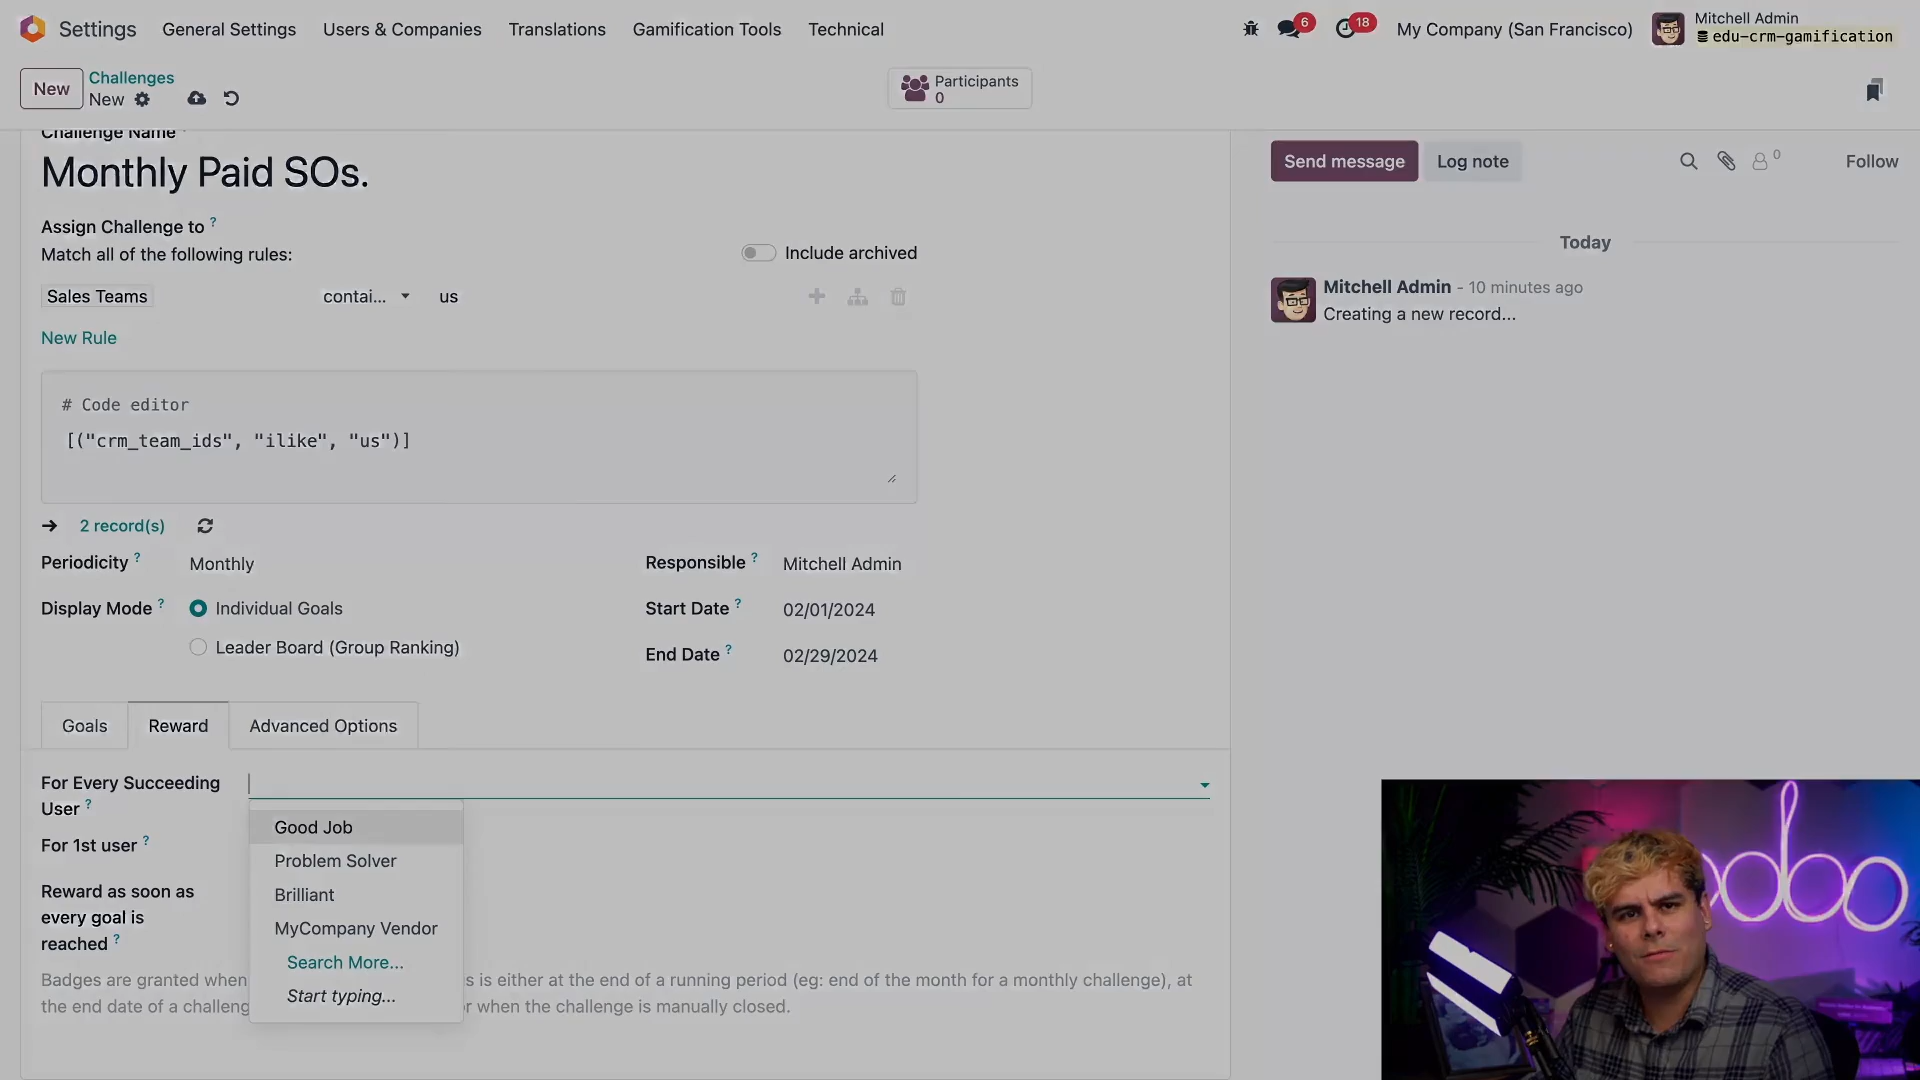 Settings General Settings Users & Companies Translations Gamification Tools Technical 6 18 My Company (San Francisco) Mitchell Admin
edu-crm-gamification
New Challenges
New
Participants
0
Challenge Name
Monthly Paid SOs.
Send message Log note 0 Follow
Assign Challenge to ?
Match all of the following rules: Include archived
Today
Sales Teams contai... us
Mitchell Admin - 10 minutes ago
Creating a new record...
New Rule
# Code editor
[("crm_team_ids", "ilike", "us")]
2 record(s)
Periodicity ? Monthly Responsible ? Mitchell Admin
Display Mode ? Individual Goals Start Date ? 02/01/2024
Leader Board (Group Ranking) End Date ? 02/29/2024
Goals Reward Advanced Options
For Every Succeeding
User ?
Good Job
For 1st user ?
Problem Solver
Reward as soon as
every goal is
reached ?
Brilliant
MyCompany Vendor
Search More...
Start typing...
Badges are granted when s is either at the end of a running period (eg: end of the month for a monthly challenge), at
the end date of a challeng r when the challenge is manually closed.
odoo